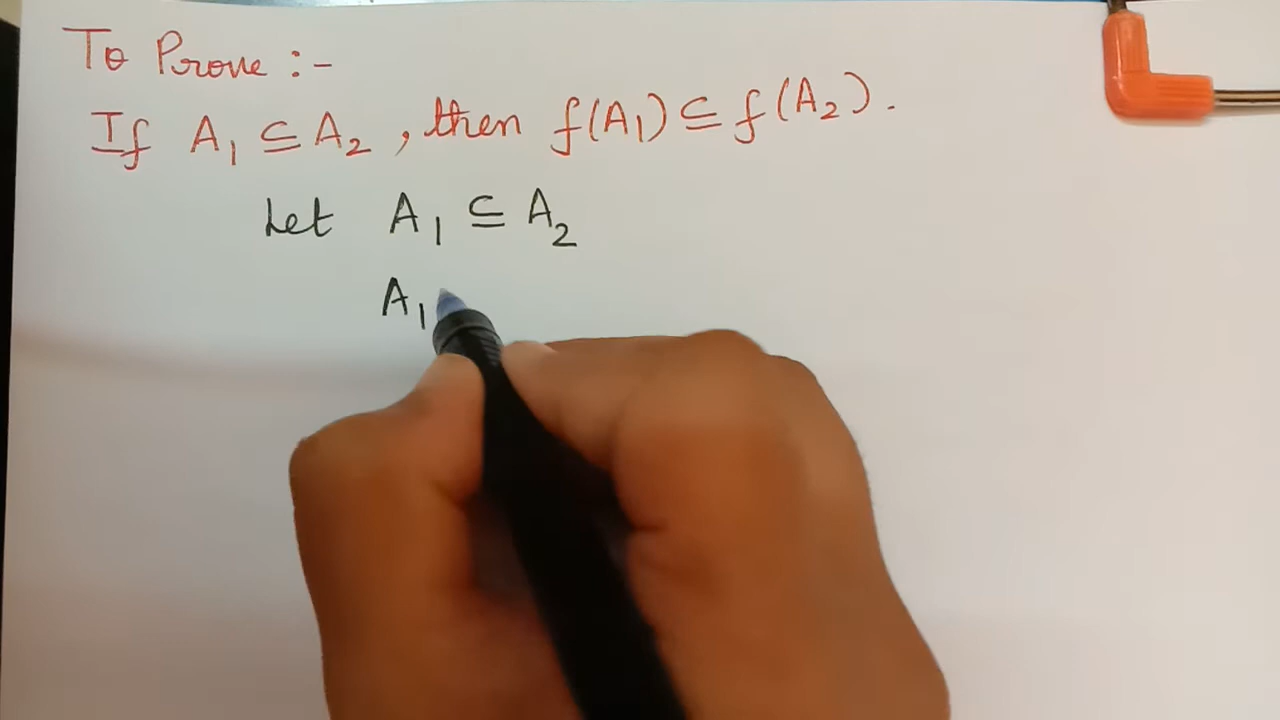 To Prove :-
If A₁ ⊆ A₂, then f(A₁) ⊆ f(A₂).
Let A₁ ⊆ A₂
A₁